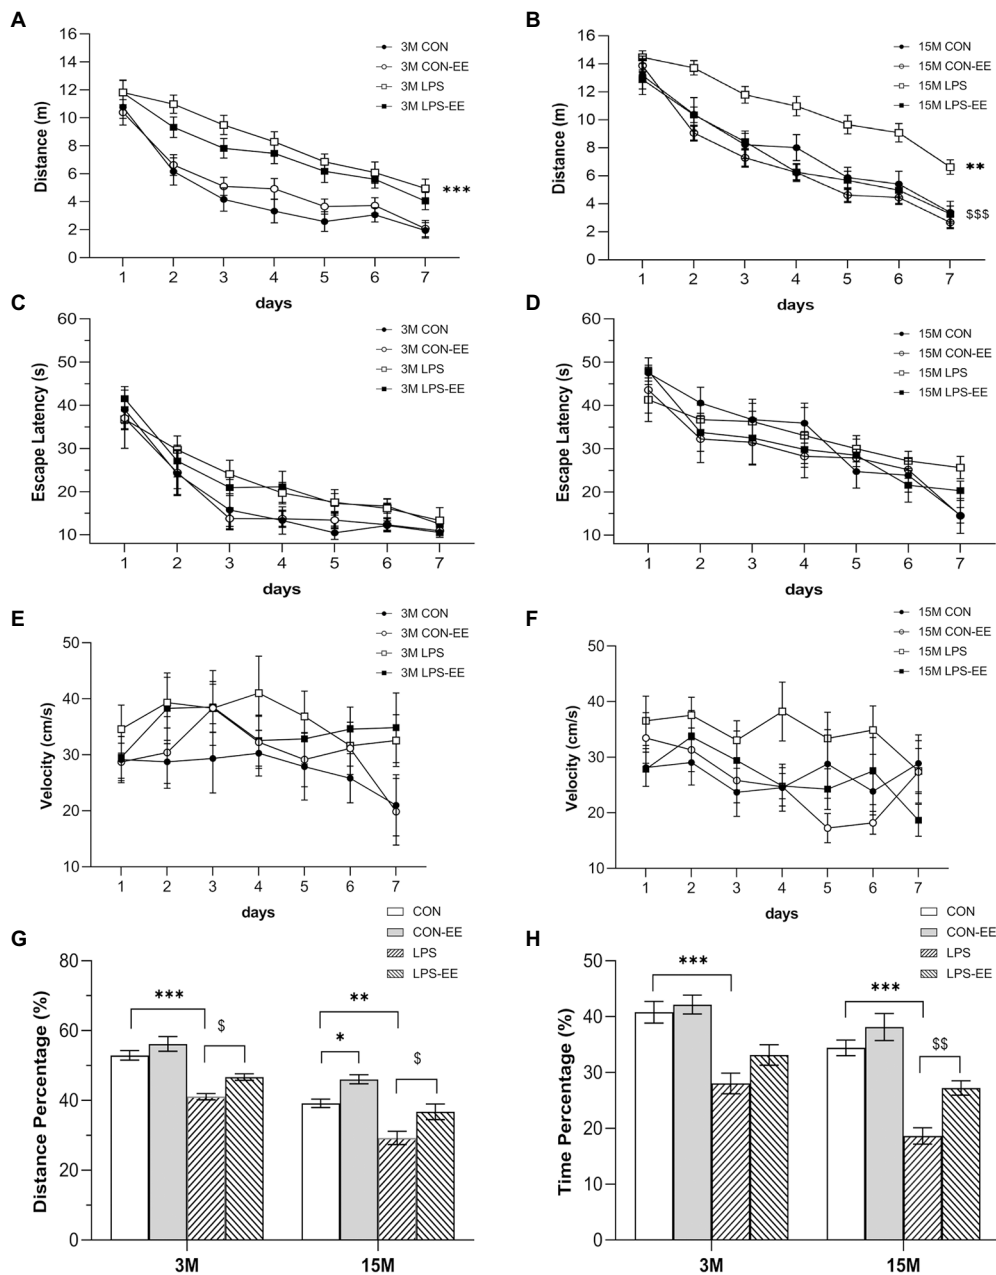 A
16
14
12
10
8
6
4
2
0
Distance (m)
3M CON
3M CON-EE
3M LPS
3M LPS-EE
***
1 2 3 4 5 6 7
days
B
16
14
12
10
8
6
4
2
0
Distance (m)
15M CON
15M CON-EE
15M LPS
15M LPS-EE
**
$$$
1 2 3 4 5 6 7
days
C
60
50
40
30
20
10
Escape Latency (s)
3M CON
3M CON-EE
3M LPS
3M LPS-EE
1 2 3 4 5 6 7
days
D
60
50
40
30
20
10
Escape Latency (s)
15M CON
15M CON-EE
15M LPS
15M LPS-EE
1 2 3 4 5 6 7
days
E
50
40
30
20
10
Velocity (cm/s)
3M CON
3M CON-EE
3M LPS
3M LPS-EE
1 2 3 4 5 6 7
days
F
50
40
30
20
10
Velocity (cm/s)
15M CON
15M CON-EE
15M LPS
15M LPS-EE
1 2 3 4 5 6 7
days
G
80
60
40
20
0
Distance Percentage (%)
CON
CON-EE
LPS
LPS-EE
***
$
**
*
$
3M 15M
H
50
40
30
20
10
0
Time Percentage (%)
CON
CON-EE
LPS
LPS-EE
***
***
$$
3M 15M